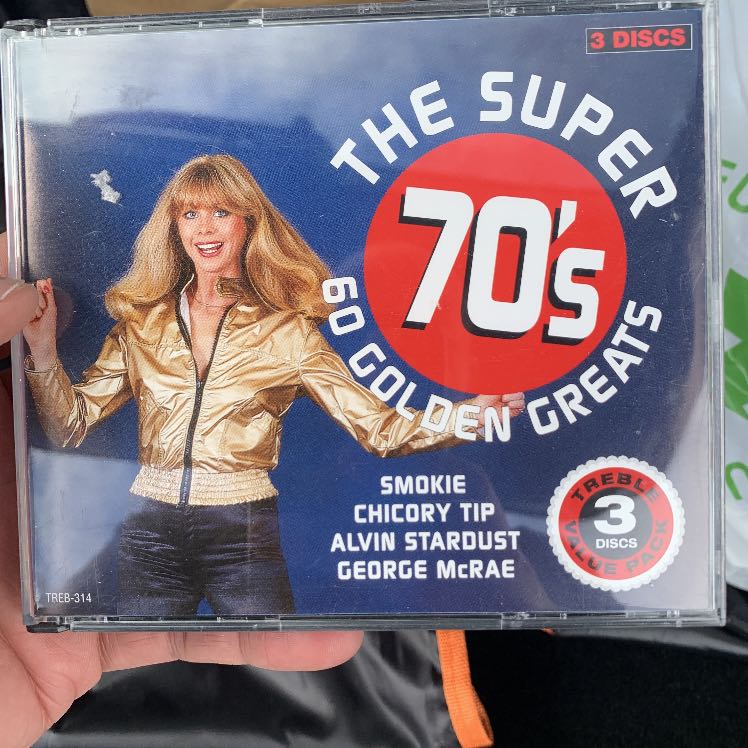 3 DISCS
THE SUPER
70's
60 GOLDEN GREATS
SMOKIE
CHICORY TIP
ALVIN STARDUST
GEORGE McRAE
TREBLE
3
DISCS
VALUE PACK
TREB-314